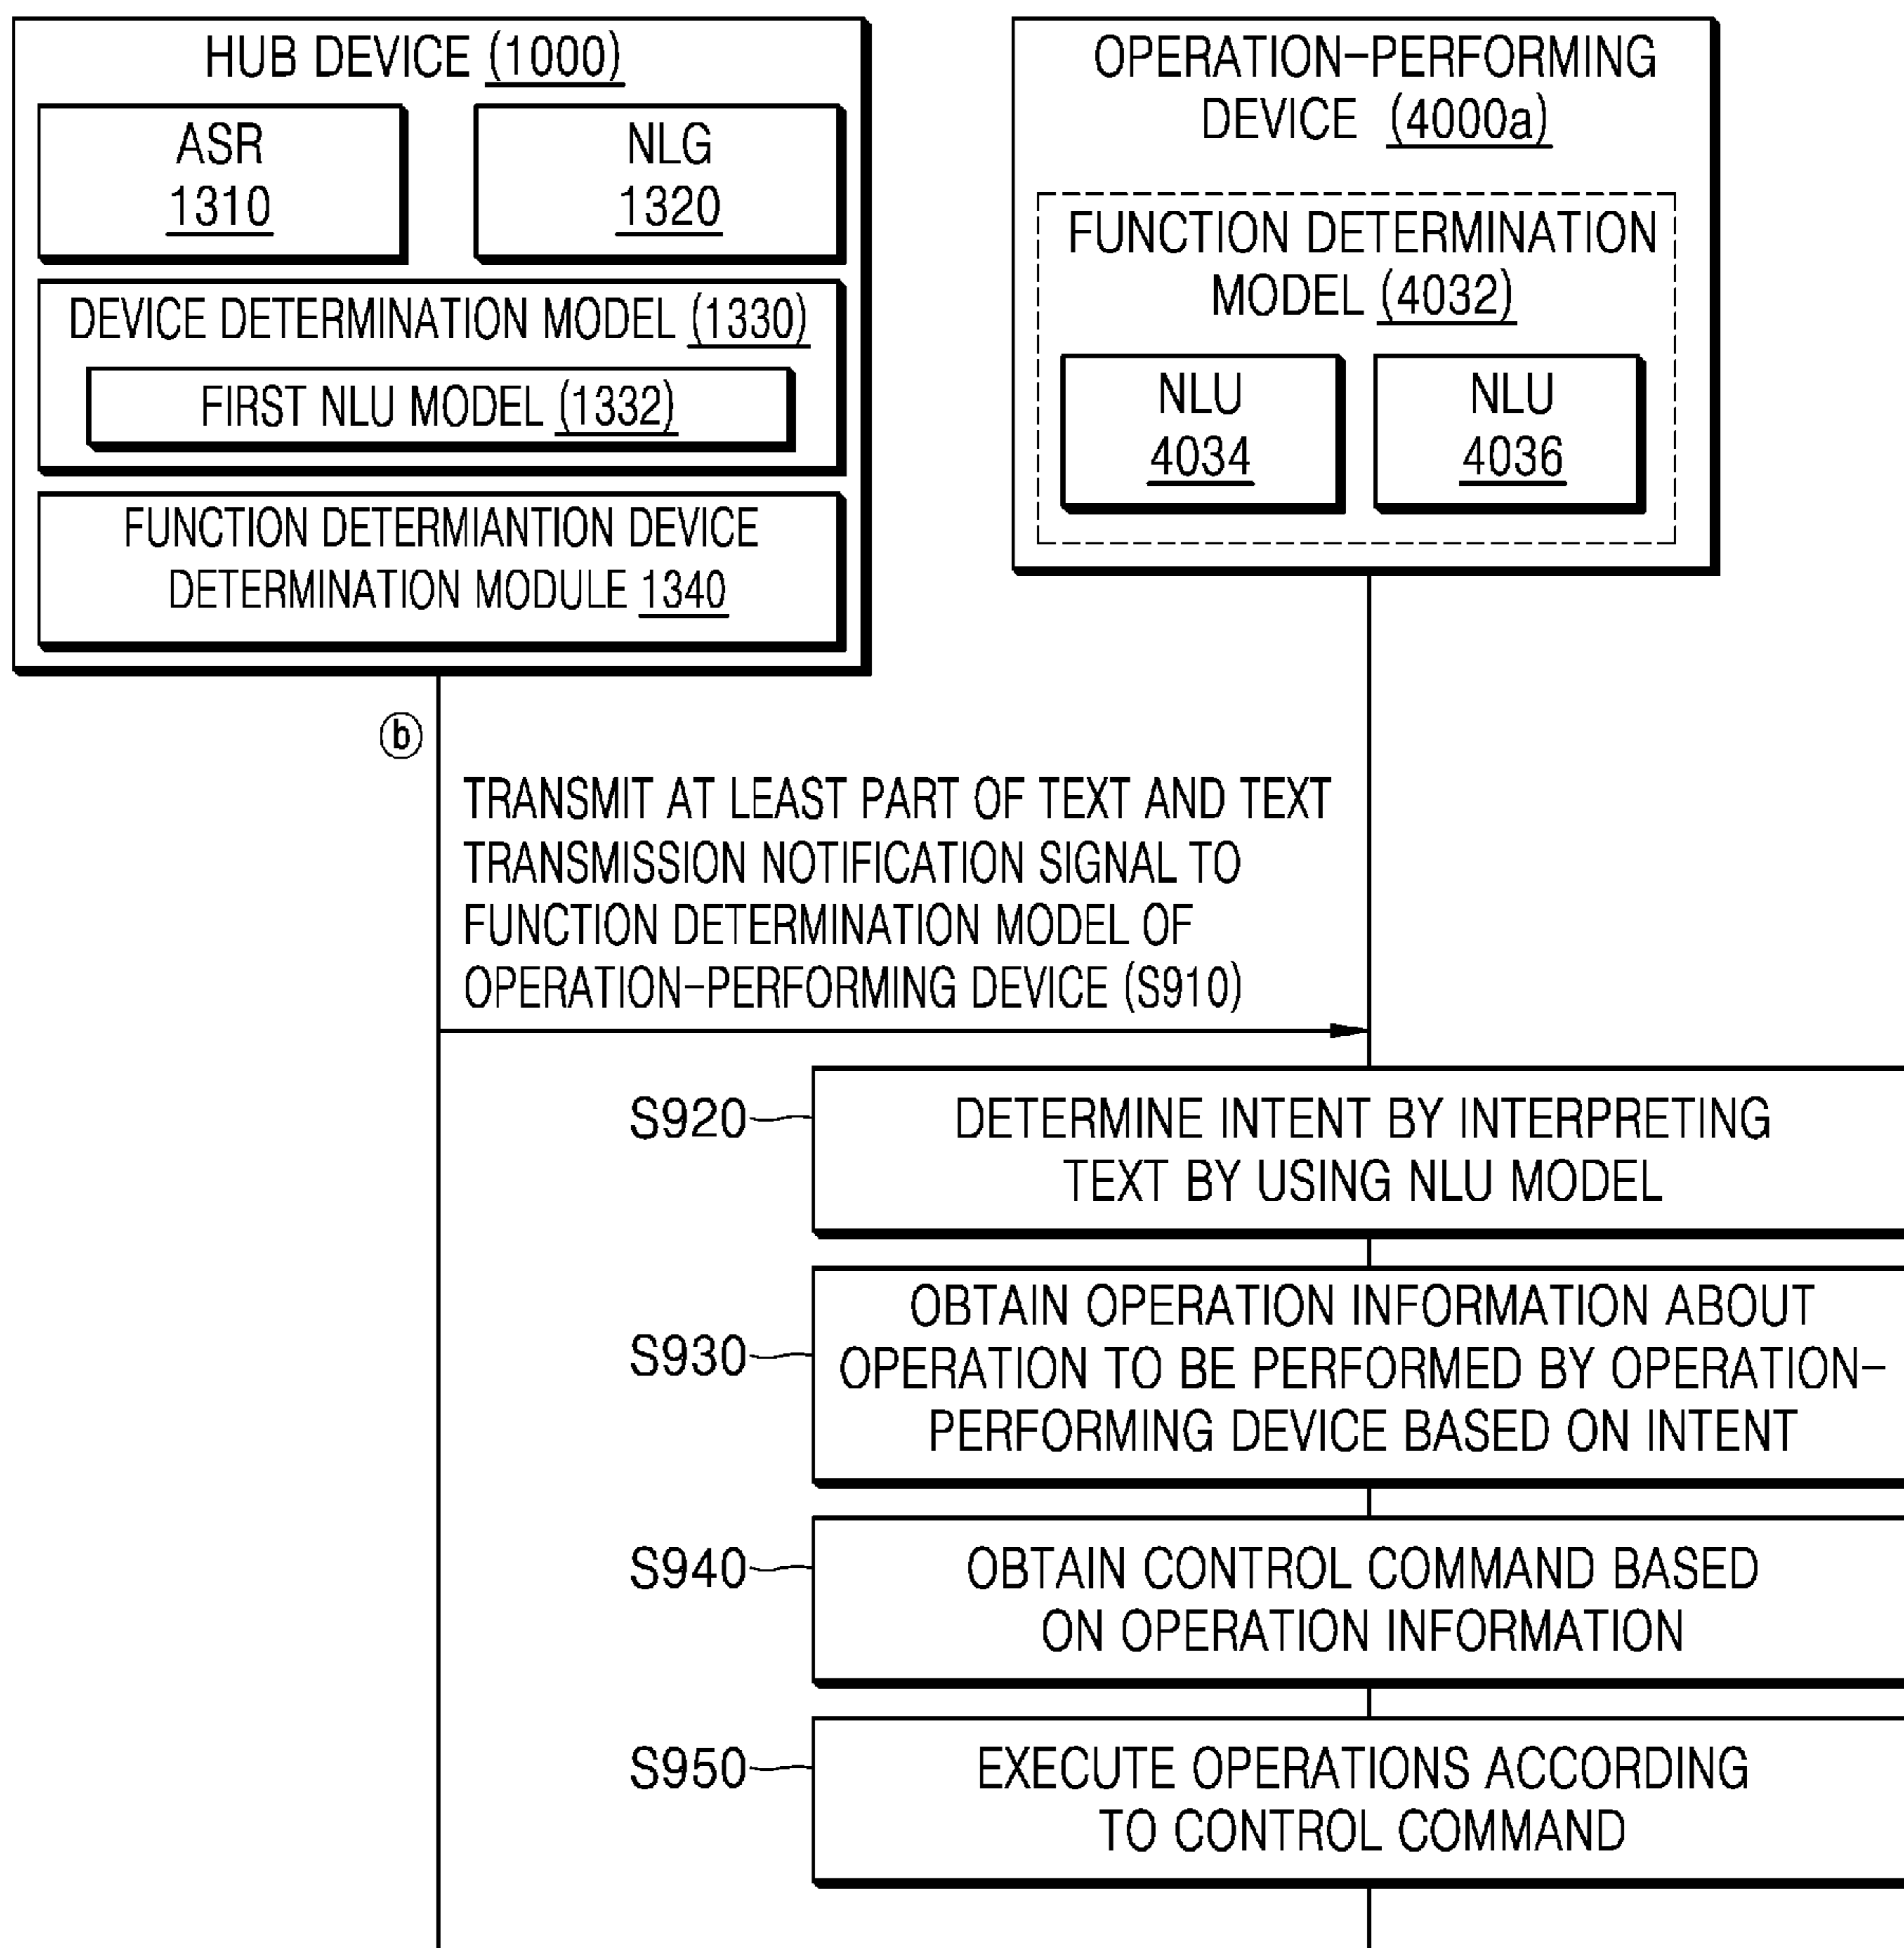 HUB DEVICE (1000)
ASR
1310
NLG
1320
DEVICE DETERMINATION MODEL (1330)
FIRST NLU MODEL (1332)
FUNCTION DETERMIANTION DEVICE
DETERMINATION MODULE 1340
OPERATION-PERFORMING
DEVICE (4000a)
FUNCTION DETERMINATION
MODEL (4032)
NLU
4034
NLU
4036
ⓑ
TRANSMIT AT LEAST PART OF TEXT AND TEXT
TRANSMISSION NOTIFICATION SIGNAL TO
FUNCTION DETERMINATION MODEL OF
OPERATION-PERFORMING DEVICE (S910)
S920
DETERMINE INTENT BY INTERPRETING
TEXT BY USING NLU MODEL
S930
OBTAIN OPERATION INFORMATION ABOUT
OPERATION TO BE PERFORMED BY OPERATION-
PERFORMING DEVICE BASED ON INTENT
S940
OBTAIN CONTROL COMMAND BASED
ON OPERATION INFORMATION
S950
EXECUTE OPERATIONS ACCORDING
TO CONTROL COMMAND